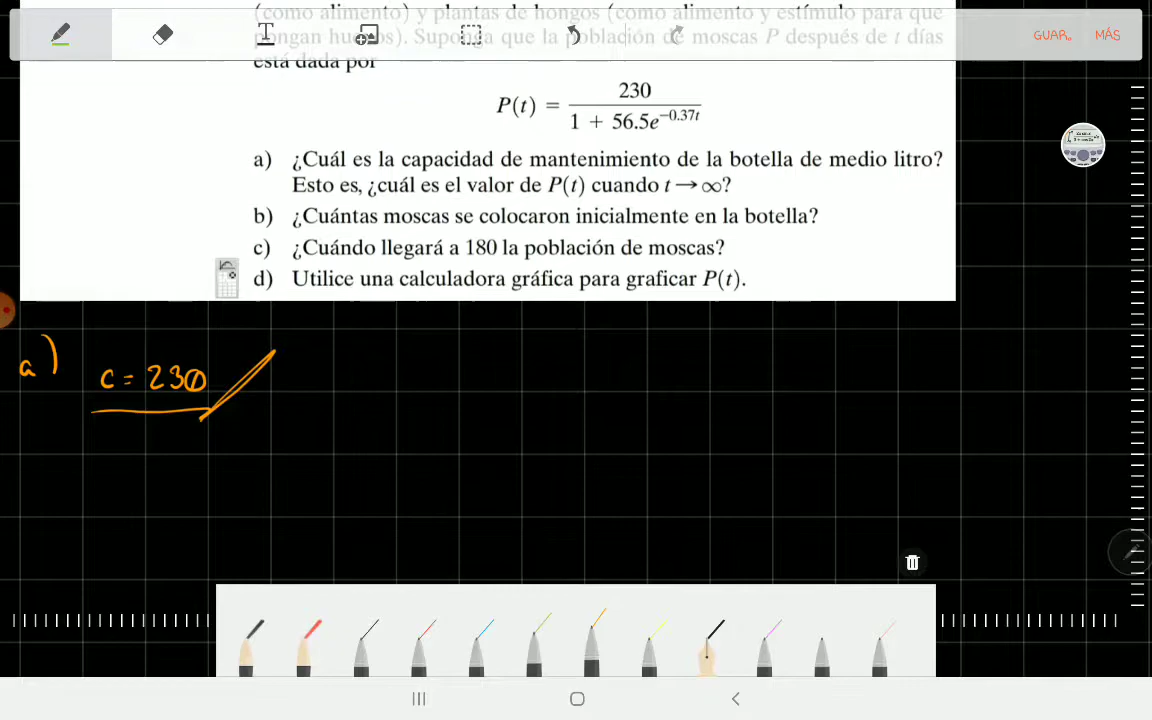 (como alimento) y plantas de hongos (como alimento y estímulo para que
pongan huevos). Suponga que la población de moscas P después de t días
GUAR. MÁS
está dada por
P(t) = 230 / (1 + 56.5e^{-0.37t})
a) ¿Cuál es la capacidad de mantenimiento de la botella de medio litro?
Esto es, ¿cuál es el valor de P(t) cuando t → ∞?
b) ¿Cuántas moscas se colocaron inicialmente en la botella?
c) ¿Cuándo llegará a 180 la población de moscas?
d) Utilice una calculadora gráfica para graficar P(t).
a) c = 230